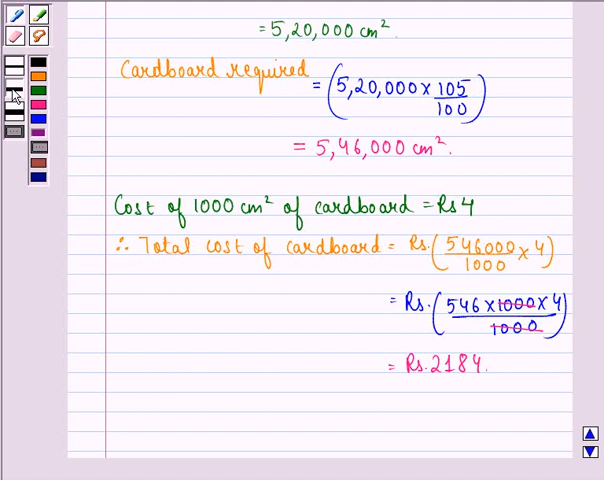 = 5,20,000 cm².
Cardboard required = (5,20,000 × 105/100)
= 5,46,000 cm².
Cost of 1000 cm² of cardboard = Rs 4
∴ Total cost of cardboard = Rs. (546000/1000 × 4)
= Rs. (546 × 1000 × 4/1000)
= Rs. 2184.